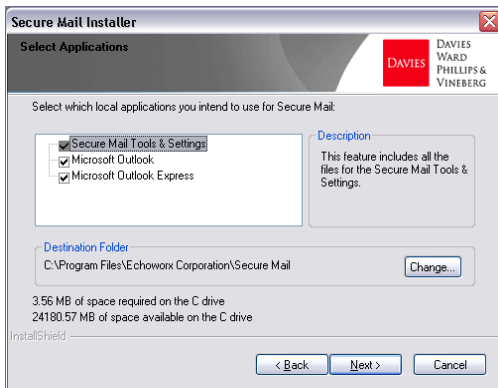 Secure Mail Installer
Select Applications
DAVIES
DAVIES
WARD
PHILLIPS &
VINEBERG
Select which local applications you intend to use for Secure Mail:
Secure Mail Tools & Settings
Microsoft Outlook
Microsoft Outlook Express
Description
This feature includes all the
files for the Secure Mail Tools &
Settings.
Destination Folder
C:\Program Files\Echoworx Corporation\Secure Mail
Change...
3.56 MB of space required on the C drive
24180.57 MB of space available on the C drive
InstallShield
< Back
Next >
Cancel